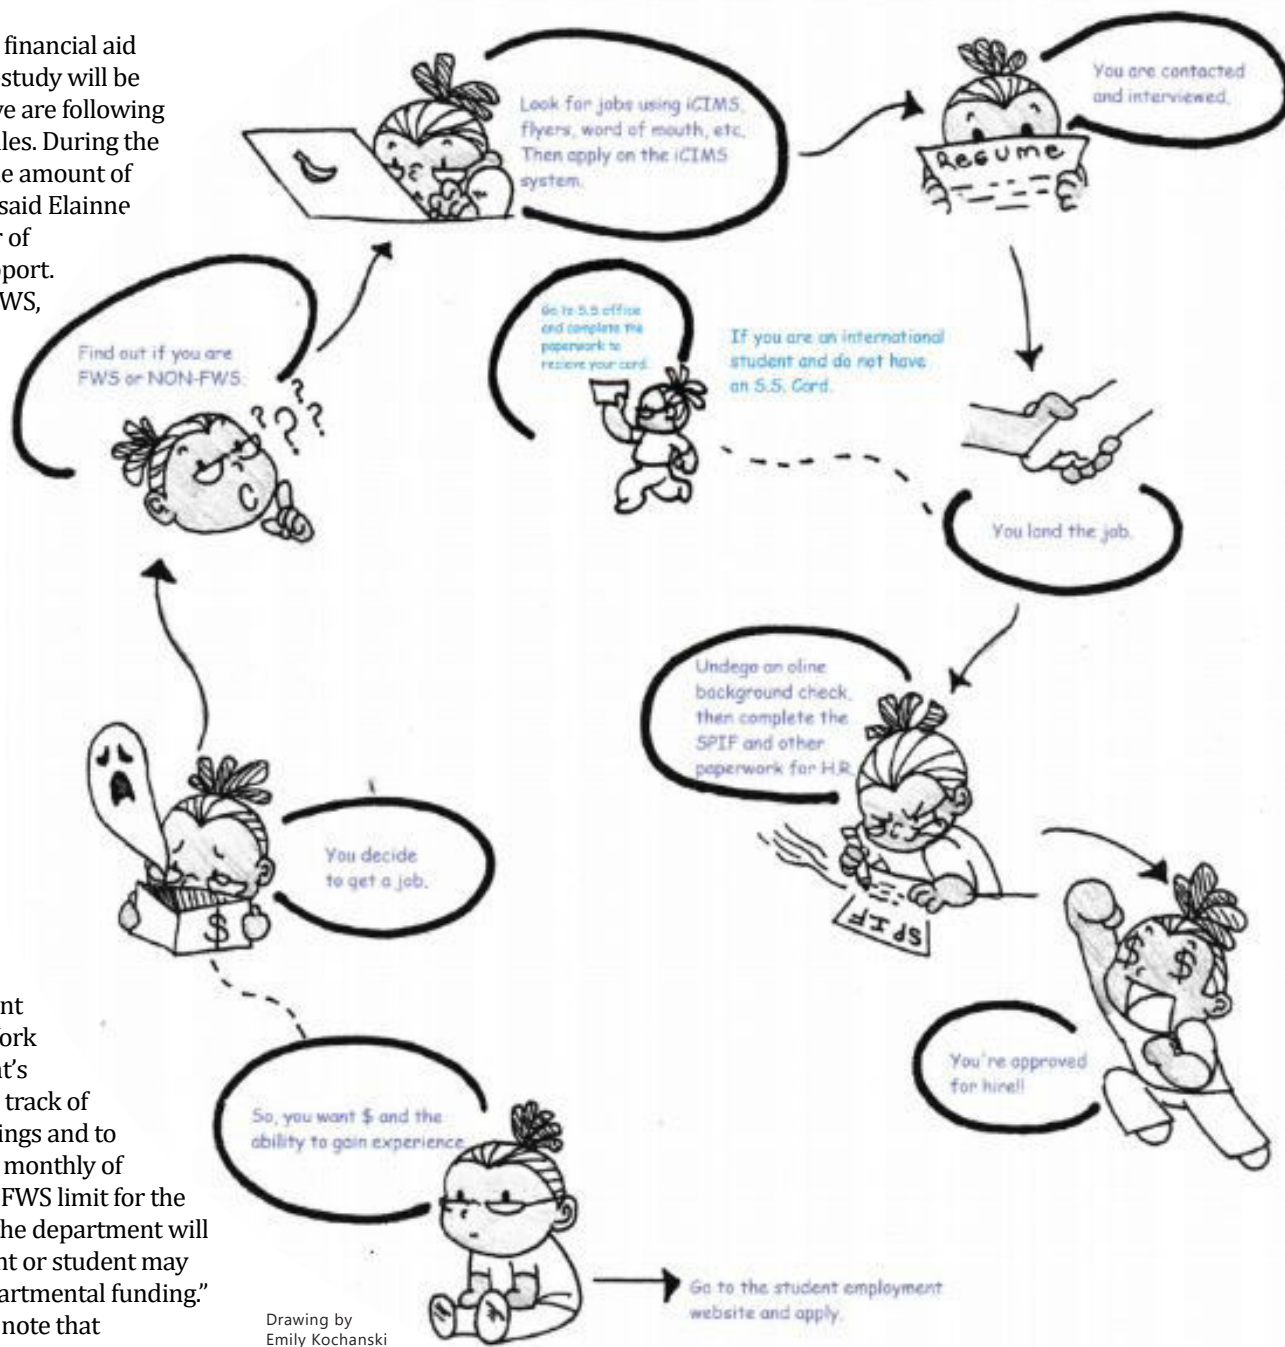 financial aid
study will be
ve are following
les. During the
e amount of
said Elainne
r of
port.
WS,
Look for jobs using iCIMS,
flyers, word of mouth, etc.
Then apply on the iCIMS
system.
You are contacted
and interviewed.
Resume
Find out if you are
FWS or NON-FWS.
???
?
Go to S.S office
and complete the
paperwork to
recieve your card.
If you are an international
student and do not have
an S.S. Card.
You land the job.
Undego an oline
background check,
then complete the
SPIF and other
paperwork for H.R.
SPIF
You decide
to get a job.
$
You're approved
for hire!!
$ $
So, you want $ and the
ability to gain experience
Go to the student employment
website and apply.
nt
ork
nt's
track of
ings and to
monthly of
FWS limit for the
he department will
nt or student may
artmental funding.”
note that
Drawing by
Emily Kochanski